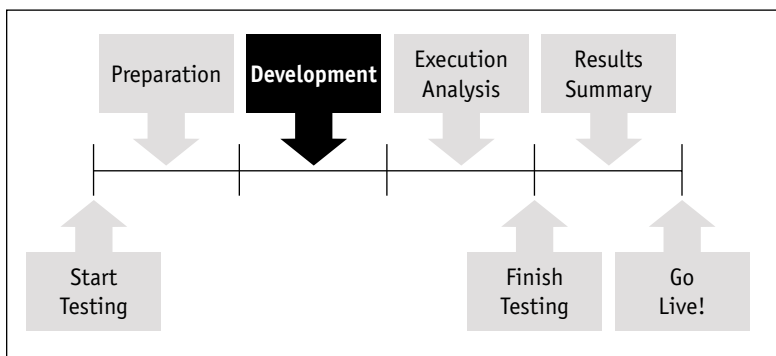 Preparation
Development
Execution
Analysis
Results
Summary
Start
Testing
Finish
Testing
Go
Live!